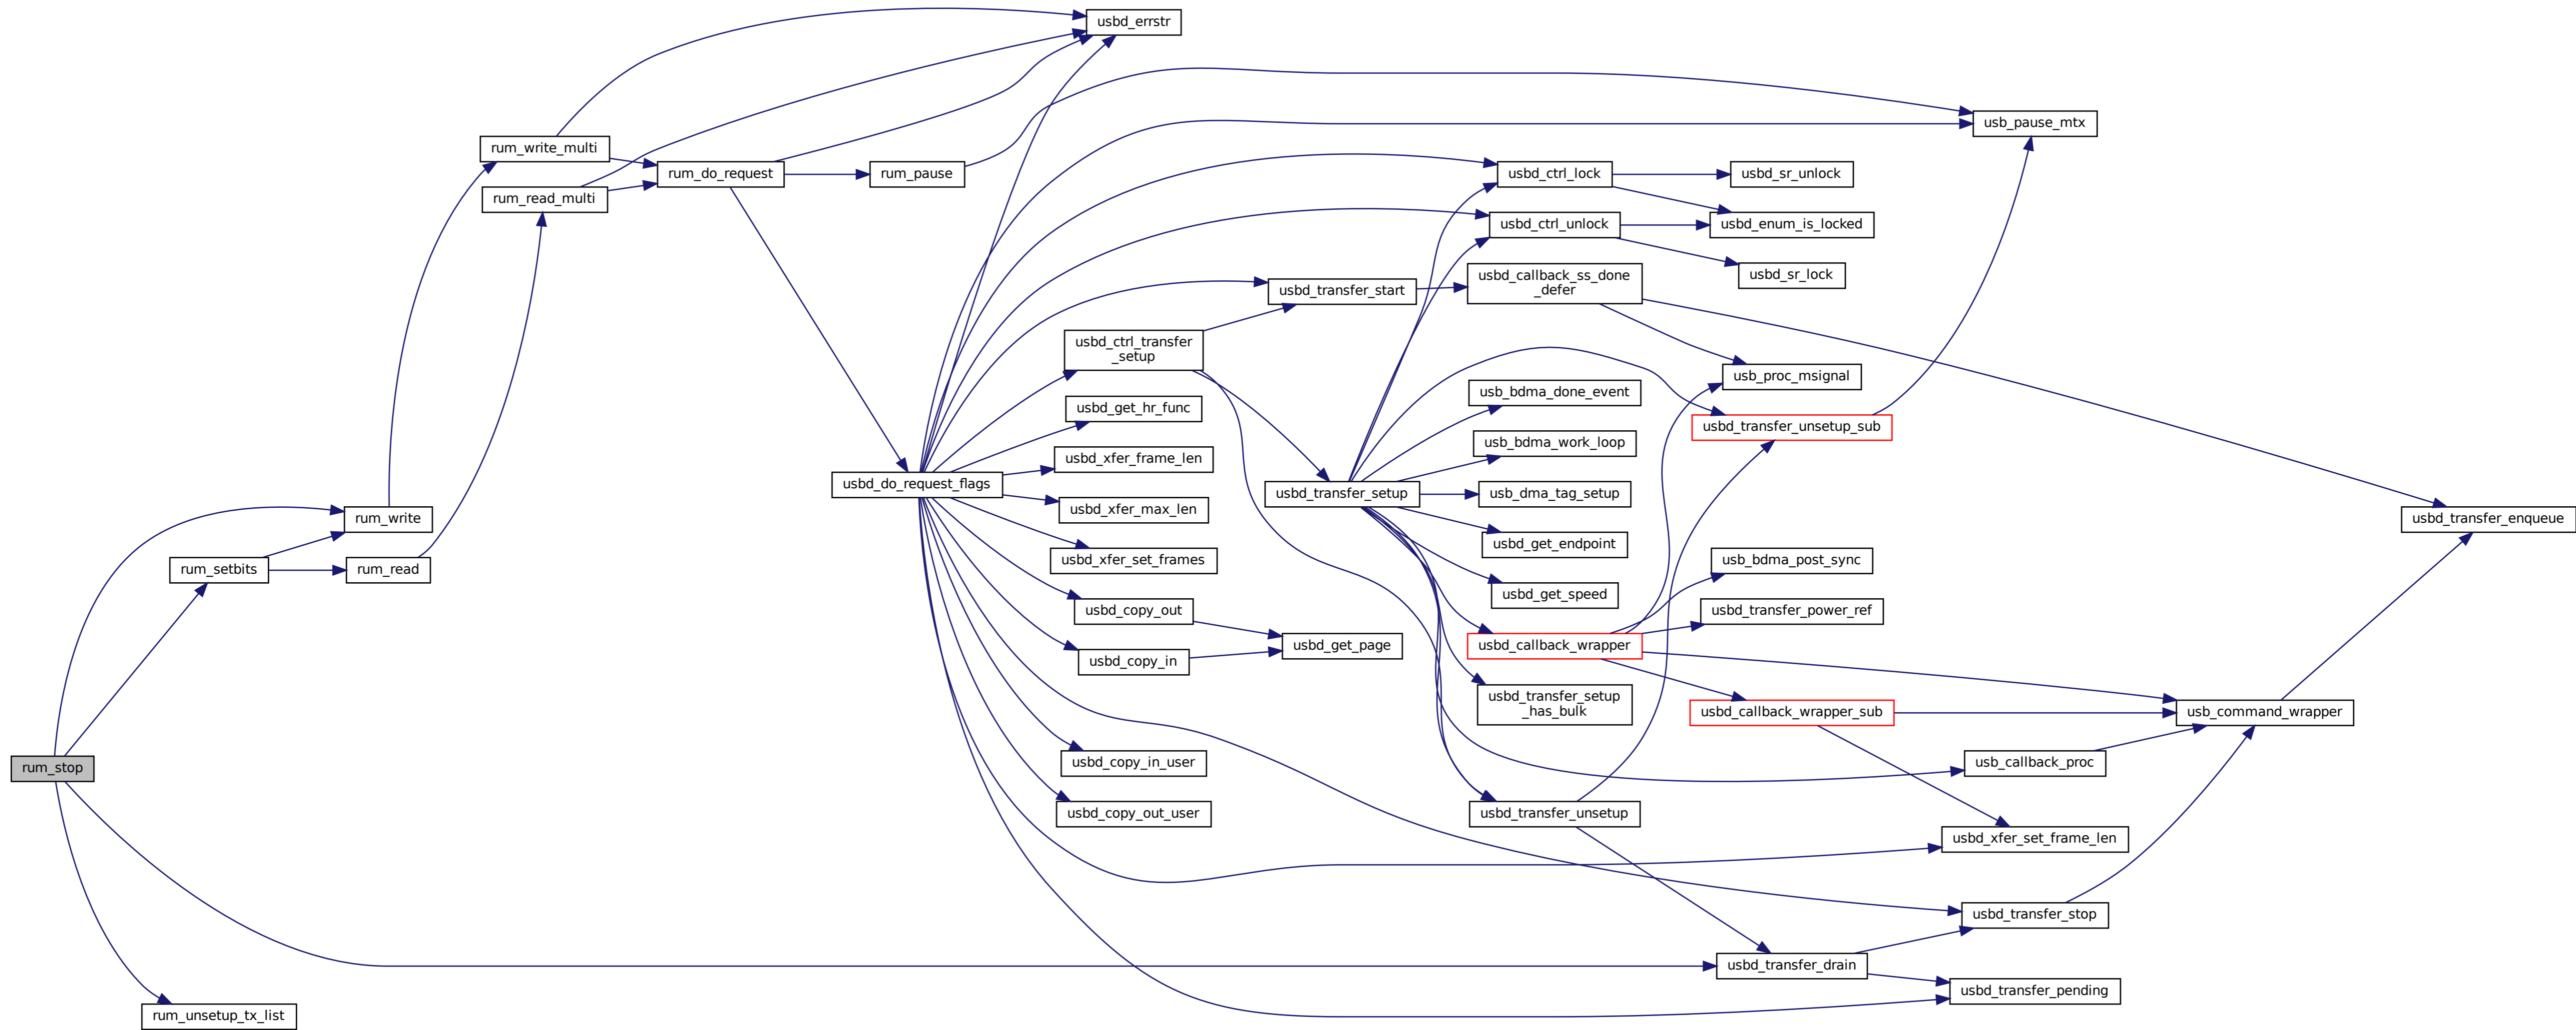 usbd_errstr
usb_pause_mtx
rum_write_multi
rum_do_request
rum_pause
usbd_ctrl_lock
usbd_sr_unlock
rum_read_multi
usbd_ctrl_unlock
usbd_enum_is_locked
usbd_sr_lock
usbd_callback_ss_done
_defer
usbd_transfer_start
usbd_ctrl_transfer
_setup
usb_proc_msignal
usb_bdma_done_event
usbd_get_hr_func
usbd_transfer_unsetup_sub
usb_bdma_work_loop
usbd_xfer_frame_len
usbd_do_request_flags
usbd_transfer_setup
usb_dma_tag_setup
usbd_xfer_max_len
rum_write
usbd_transfer_enqueue
usbd_get_endpoint
usbd_xfer_set_frames
usb_bdma_post_sync
rum_setbits
rum_read
usbd_get_speed
usbd_copy_out
usbd_transfer_power_ref
usbd_get_page
usbd_callback_wrapper
usbd_copy_in
usbd_transfer_setup
_has_bulk
usbd_callback_wrapper_sub
usb_command_wrapper
rum_stop
usbd_copy_in_user
usb_callback_proc
usbd_copy_out_user
usbd_transfer_unsetup
usbd_xfer_set_frame_len
usbd_transfer_stop
usbd_transfer_drain
usbd_transfer_pending
rum_unsetup_tx_list